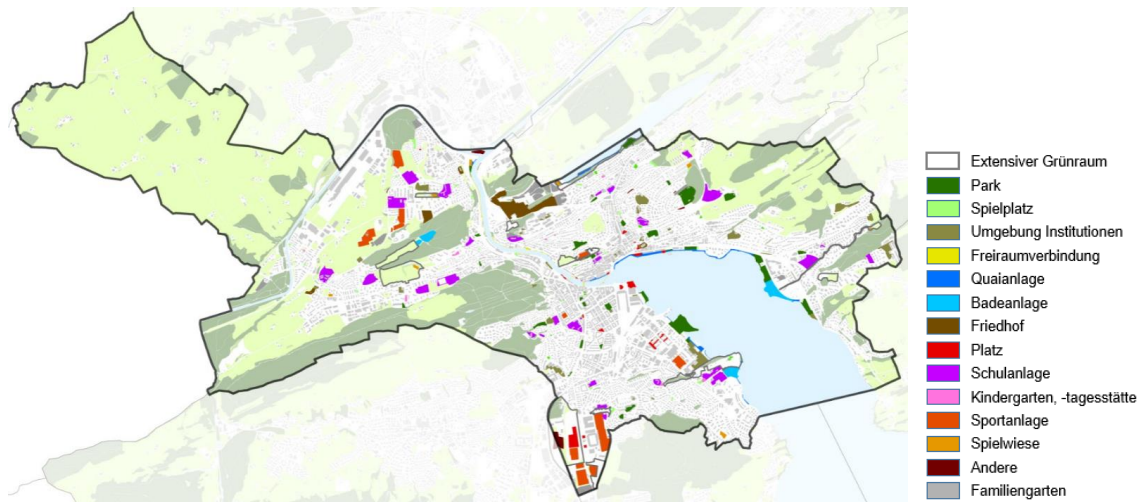 Extensiver Grünraum
Park
Spielplatz
Umgebung Institutionen
Freiraumverbindung
Quaianlage
Badeanlage
Friedhof
Platz
Schulanlage
Kindergarten, -tagesstätte
Sportanlage
Spielwiese
Andere
Familiengarten